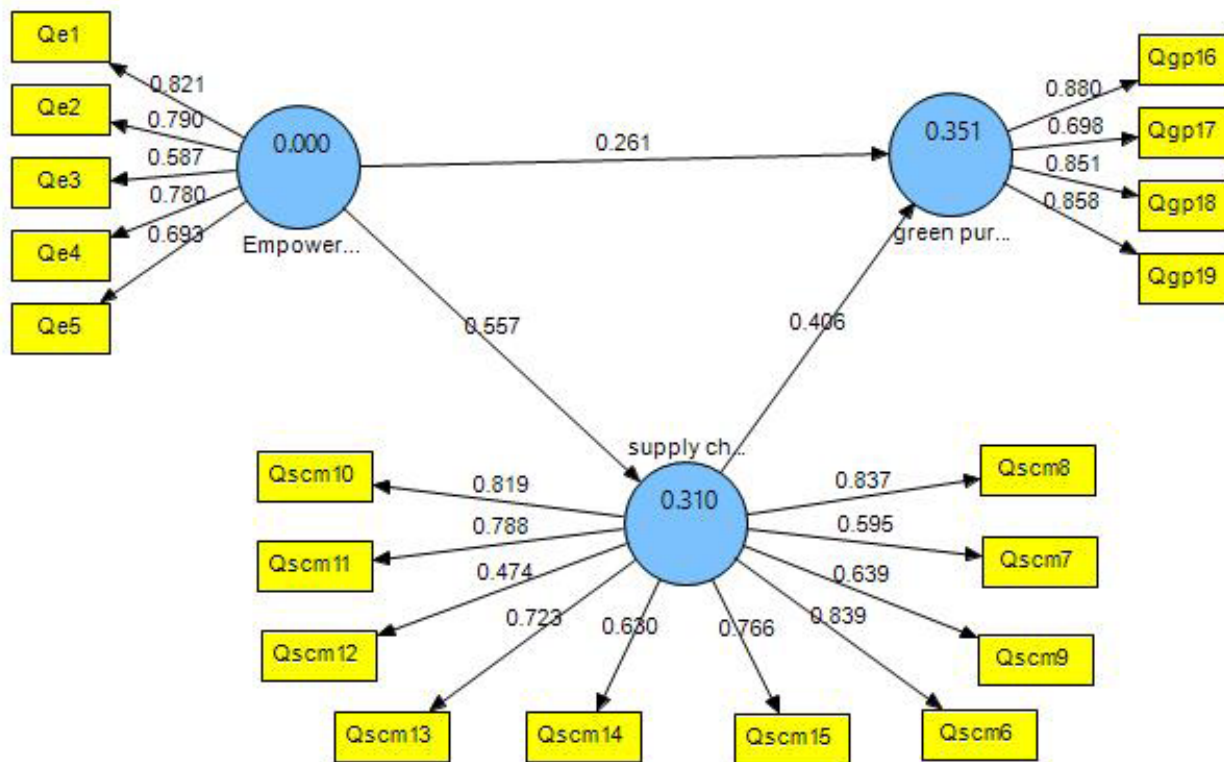 Qe1
0.821
Qe2
0.790
Qe3
0.587
Qe4
0.780
Qe5
0.693
0.000
Empower...
0.261
0.351
green pur...
Qgp16
0.880
Qgp17
0.698
Qgp18
0.851
Qgp19
0.858
0.557
0.406
supply ch...
0.310
Qscm10
0.819
Qscm11
0.788
Qscm12
0.474
Qscm13
0.723
Qscm14
0.630
Qscm15
0.766
Qscm6
0.839
Qscm9
0.639
Qscm7
0.595
Qscm8
0.837